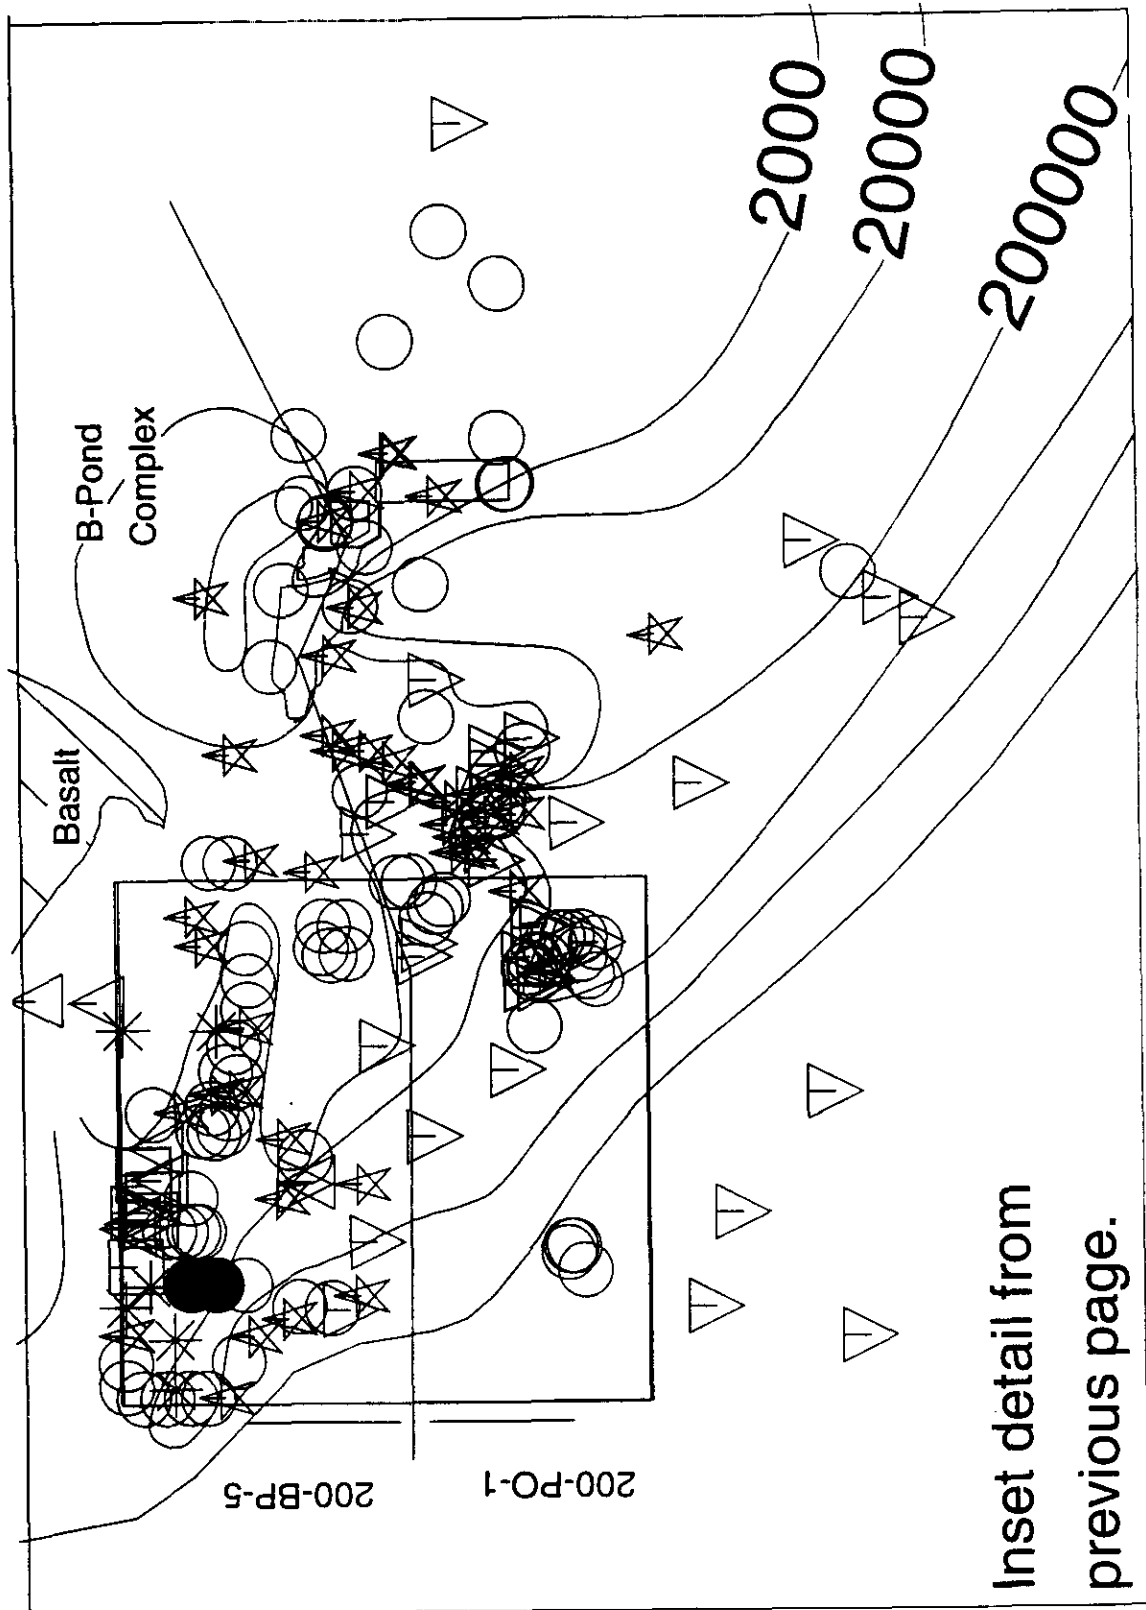 Basalt
B-Pond
Complex
2000
20000
200000
200-BP-5
200-PO-1
Inset detail from
previous page.